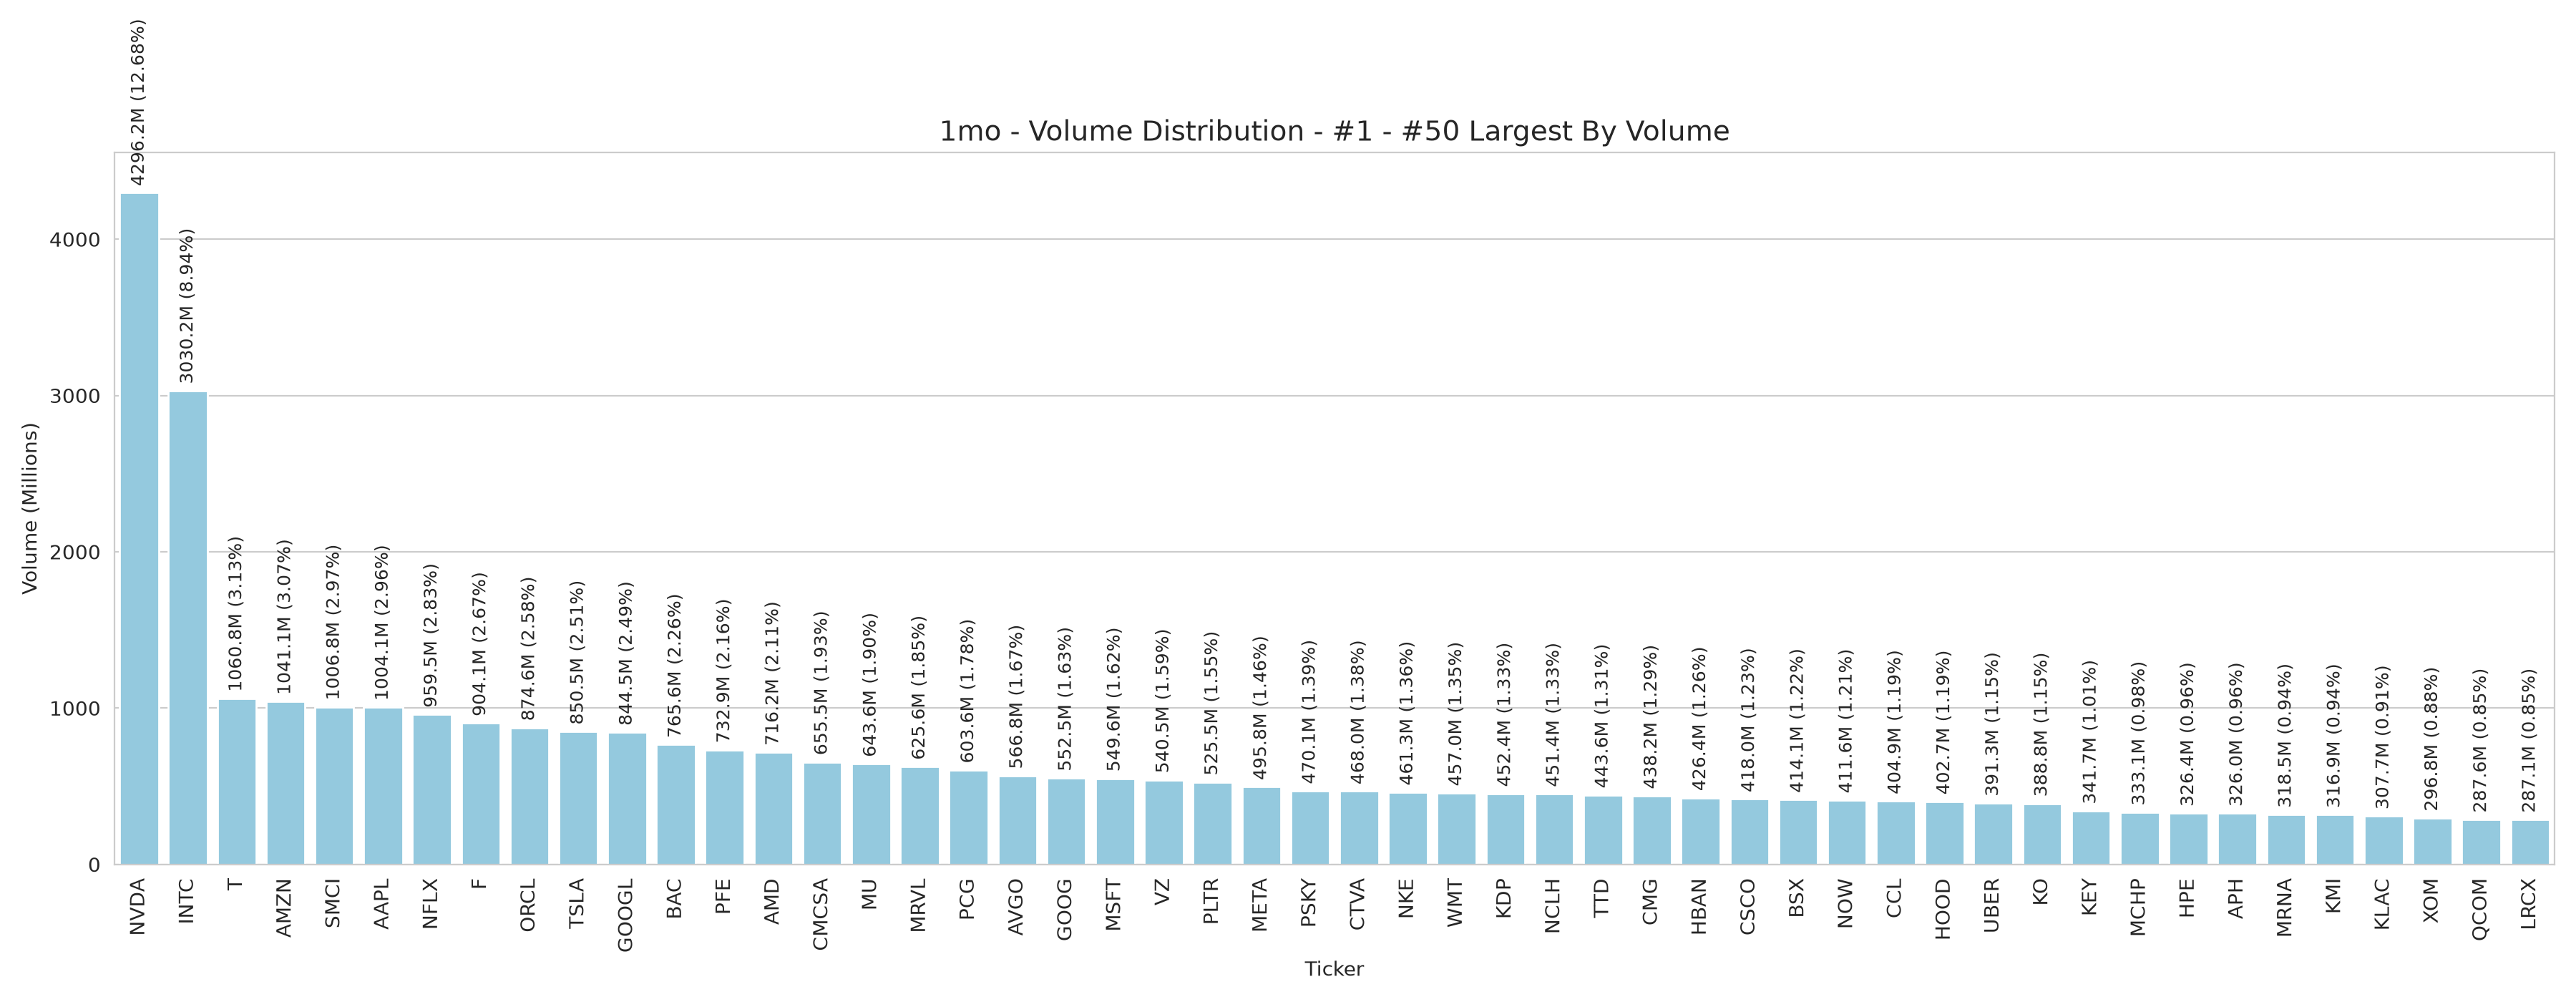 1mo - Volume Distribution - #1 - #50 Largest By Volume
Volume (Millions)
4000
3000
2000
1000
0
4296.2M (12.68%)
3030.2M (8.94%)
1060.8M (3.13%)
1041.1M (3.07%)
1006.8M (2.97%)
1004.1M (2.96%)
959.5M (2.83%)
904.1M (2.67%)
874.6M (2.58%)
850.5M (2.51%)
844.5M (2.49%)
765.6M (2.26%)
732.9M (2.16%)
716.2M (2.11%)
655.5M (1.93%)
643.6M (1.90%)
625.6M (1.85%)
603.6M (1.78%)
566.8M (1.67%)
552.5M (1.63%)
549.6M (1.62%)
540.5M (1.59%)
525.5M (1.55%)
495.8M (1.46%)
470.1M (1.39%)
468.0M (1.38%)
461.3M (1.36%)
457.0M (1.35%)
452.4M (1.33%)
451.4M (1.33%)
443.6M (1.31%)
438.2M (1.29%)
426.4M (1.26%)
418.0M (1.23%)
414.1M (1.22%)
411.6M (1.21%)
404.9M (1.19%)
402.7M (1.19%)
391.3M (1.15%)
388.8M (1.15%)
341.7M (1.01%)
333.1M (0.98%)
326.4M (0.96%)
326.0M (0.96%)
318.5M (0.94%)
316.9M (0.94%)
307.7M (0.91%)
296.8M (0.88%)
287.6M (0.85%)
287.1M (0.85%)
NVDA
INTC
T
AMZN
SMCI
AAPL
NFLX
F
ORCL
TSLA
GOOGL
BAC
PFE
AMD
CMCSA
MU
MRVL
PCG
AVGO
GOOG
MSFT
VZ
PLTR
META
PSKY
CTVA
NKE
WMT
KDP
NCLH
TTD
CMG
HBAN
CSCO
BSX
NOW
CCL
HOOD
UBER
KO
KEY
MCHP
HPE
APH
MRNA
KMI
KLAC
XOM
QCOM
LRCX
Ticker